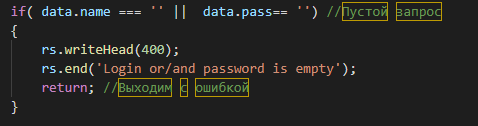 if( data.name === '' ||  data.pass== '') //Пустой запрос
{
    rs.writeHead(400);
    rs.end('Login or/and password is empty');
    return; //Выходим с ошибкой
}